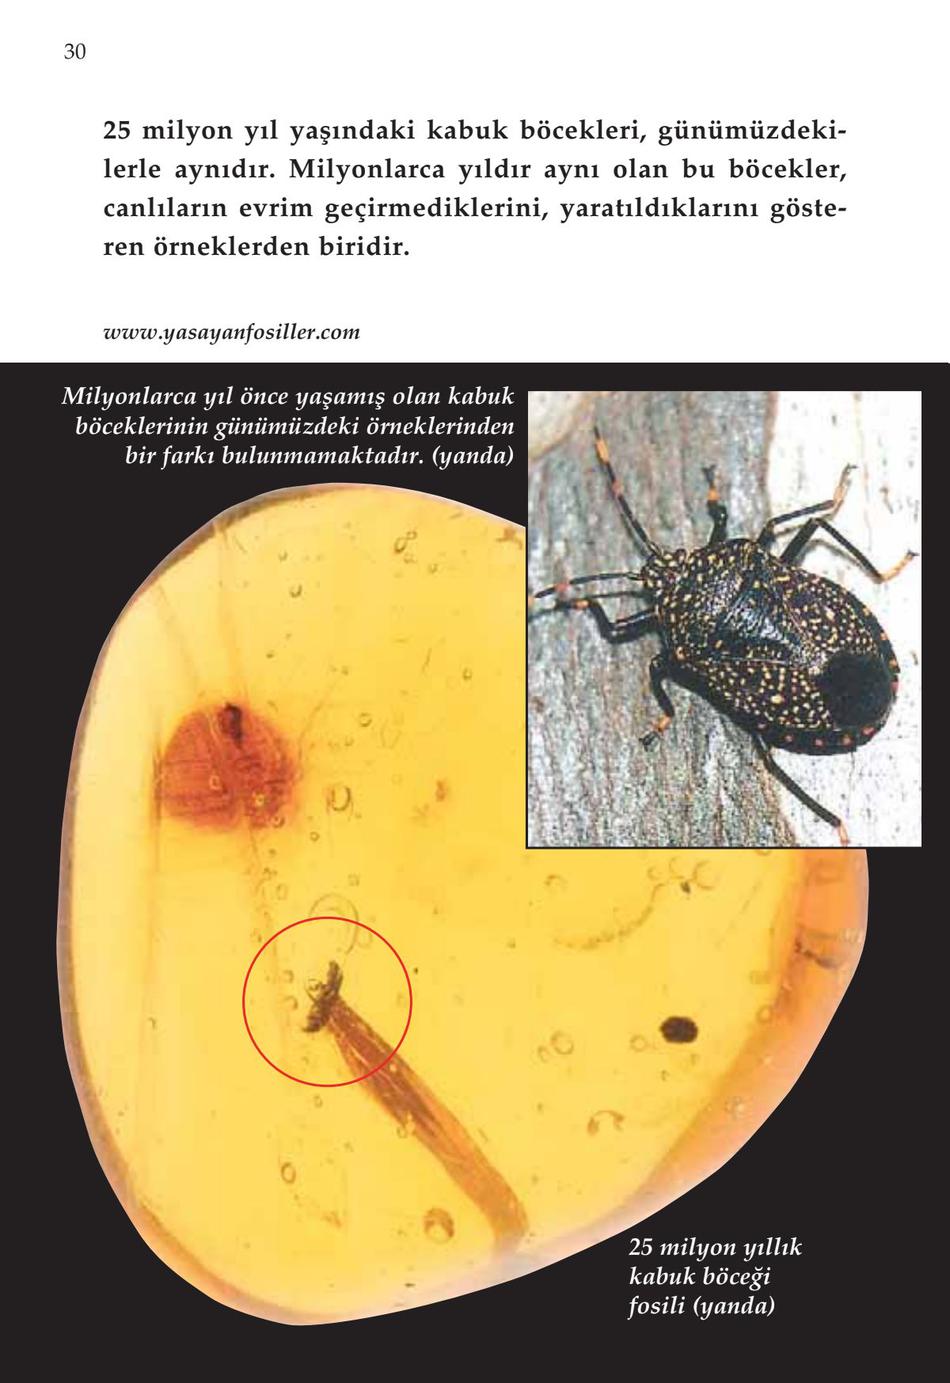 30
25 milyon yıl yaşındaki kabuk böcekleri, günümüzdeki-
lerle aynıdır. Milyonlarca yıldır aynı olan bu böcekler,
canlıların evrim geçirmediklerini, yaratıldıklarını göste-
ren örneklerden biridir.
www.yasayanfosiller.com
Milyonlarca yıl önce yaşamış olan kabuk
böceklerinin günümüzdeki örneklerinden
bir farkı bulunmamaktadır. (yanda)
25 milyon yıllık
kabuk böceği
fosili (yanda)